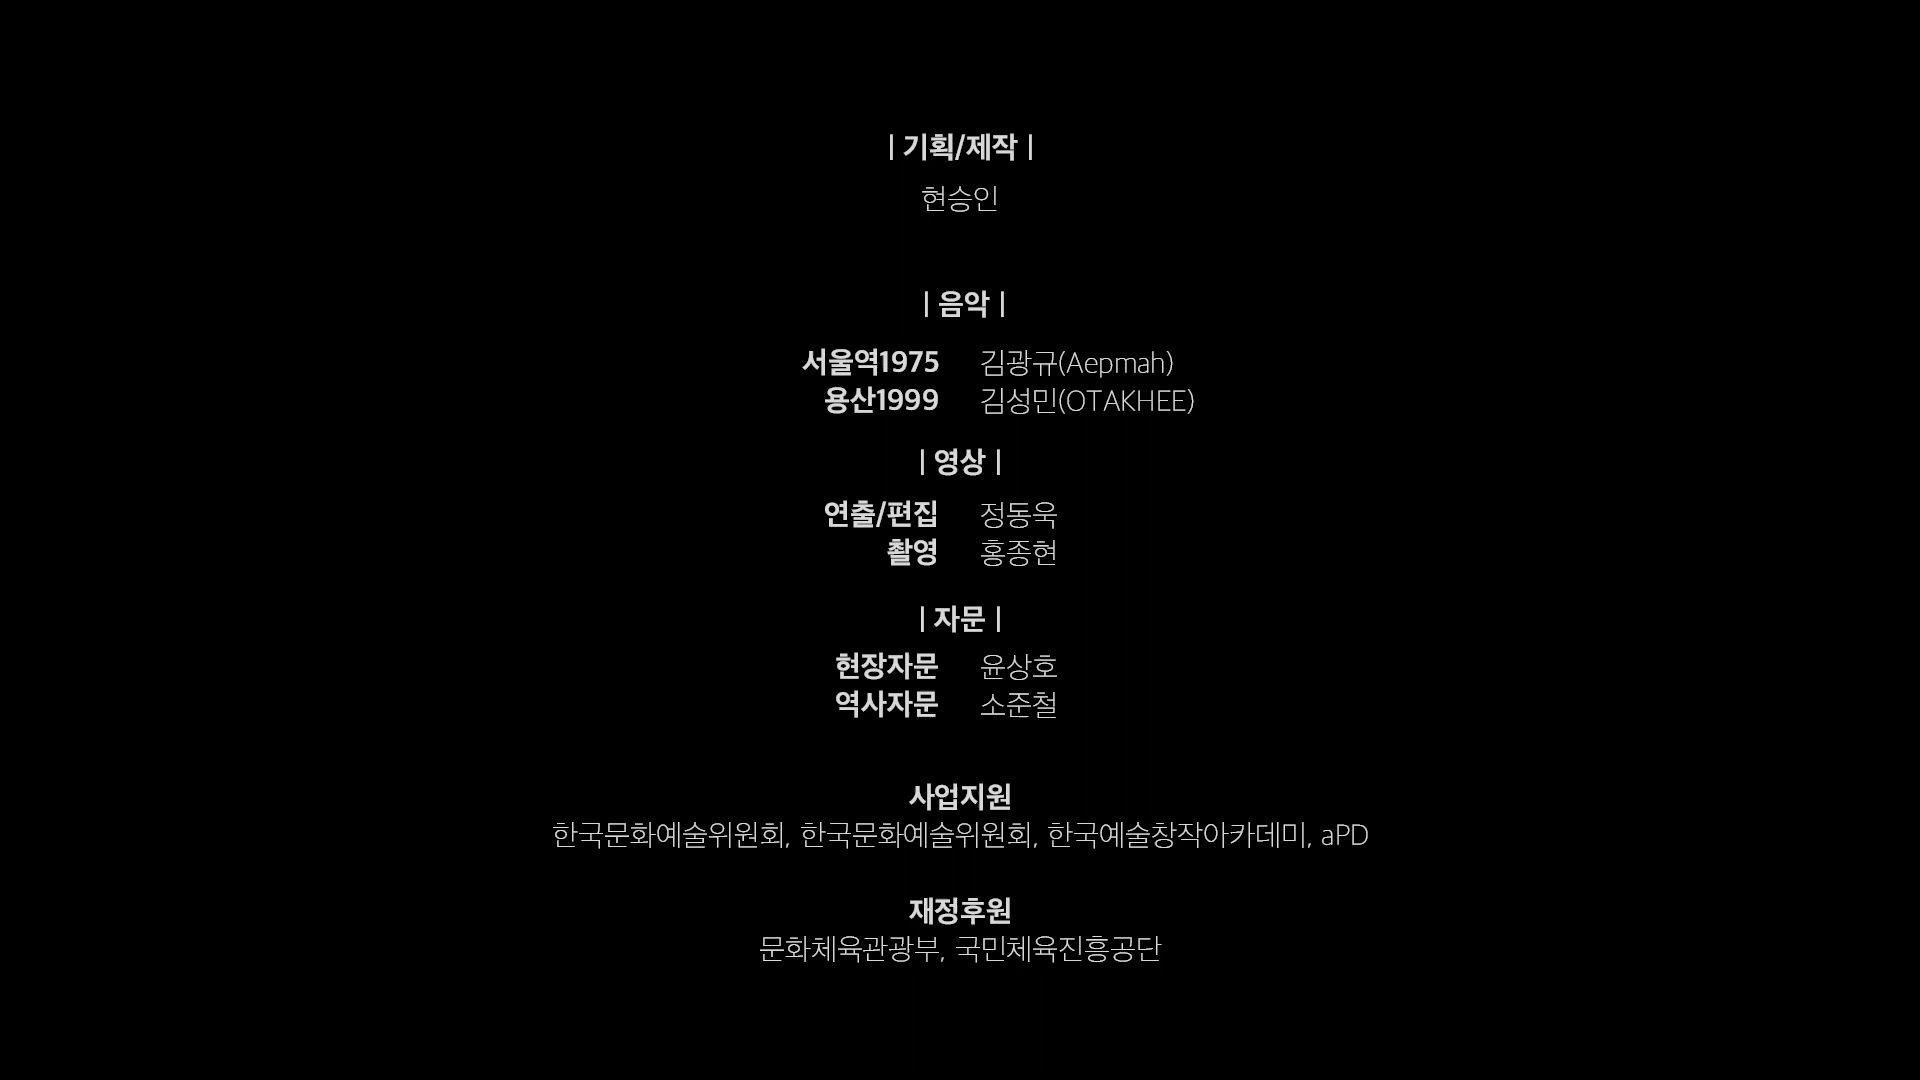 | 기획/제작 |
현승인
| 음악 |
서울역1975 김광규(Aepmah)
용산1999 김성민(OTAKHEE)
| 영상 |
연출/편집 정동욱
촬영 홍종현
| 자문 |
현장자문 윤상호
역사자문 소준철
사업지원
한국문화예술위원회, 한국문화예술위원회, 한국예술창작아카데미, aPD
재정후원
문화체육관광부, 국민체육진흥공단